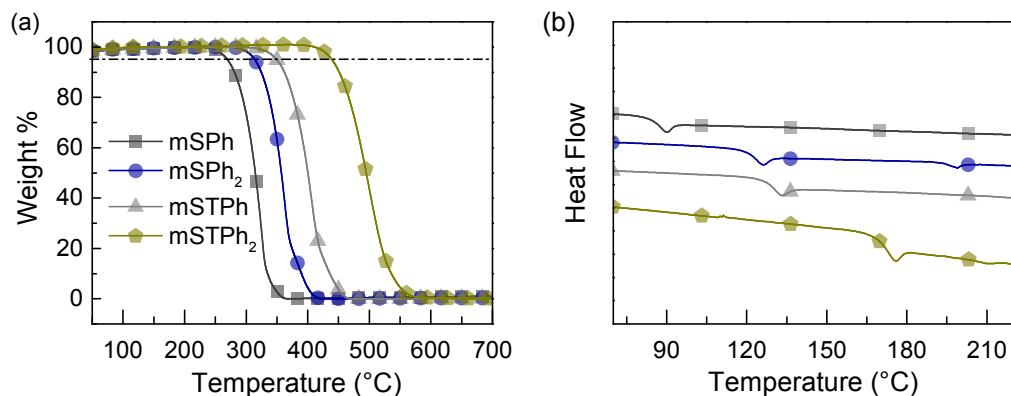 (a)
100
80
60
40
20
0
Weight %
mSPh
mSPh₂
mSTPh
mSTPh₂
100 200 300 400 500 600 700
Temperature (°C)
(b)
Heat Flow
90 120 150 180 210
Temperature (°C)